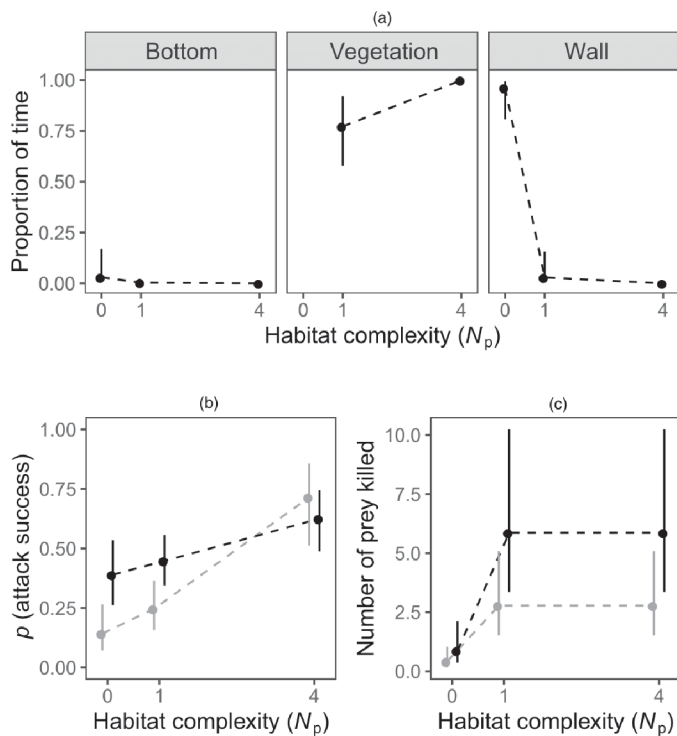 (a)
Bottom Vegetation Wall
Proportion of time
1.00
0.75
0.50
0.25
0.00
0 1 4 0 1 4 0 1 4
Habitat complexity (Np)
(b)
p (attack success)
1.00
0.75
0.50
0.25
0.00
0 1 4
Habitat complexity (Np)
(c)
Number of prey killed
10.0
7.5
5.0
2.5
0.0
0 1 4
Habitat complexity (Np)